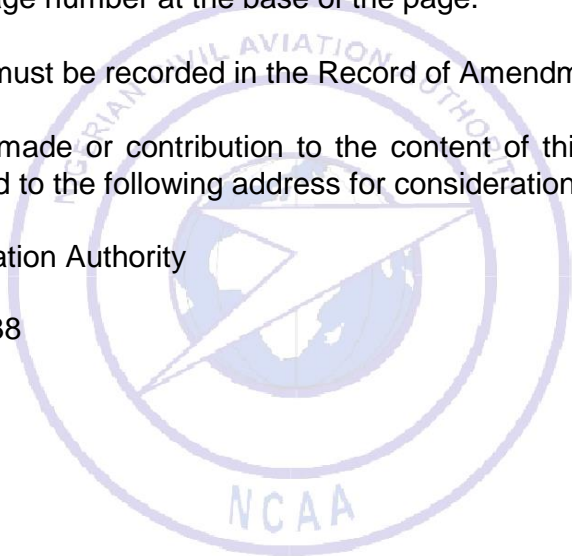 age number at the base of the page.
must be recorded in the Record of Amendm
made or contribution to the content of thi
d to the following address for consideration
ation Authority
38
NIGERIAN CIVIL AVIATION AUTHORITY
NCAA